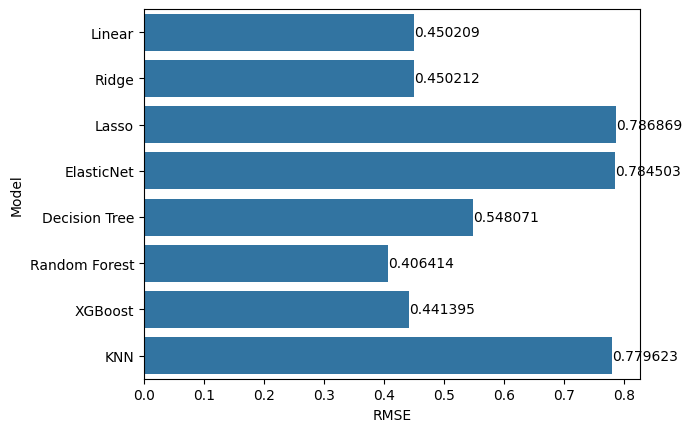 Linear 0.450209
Ridge 0.450212
Lasso 0.786869
ElasticNet 0.784503
Decision Tree 0.548071
Random Forest 0.406414
XGBoost 0.441395
KNN 0.779623
Model
0.0 0.1 0.2 0.3 0.4 0.5 0.6 0.7 0.8
RMSE